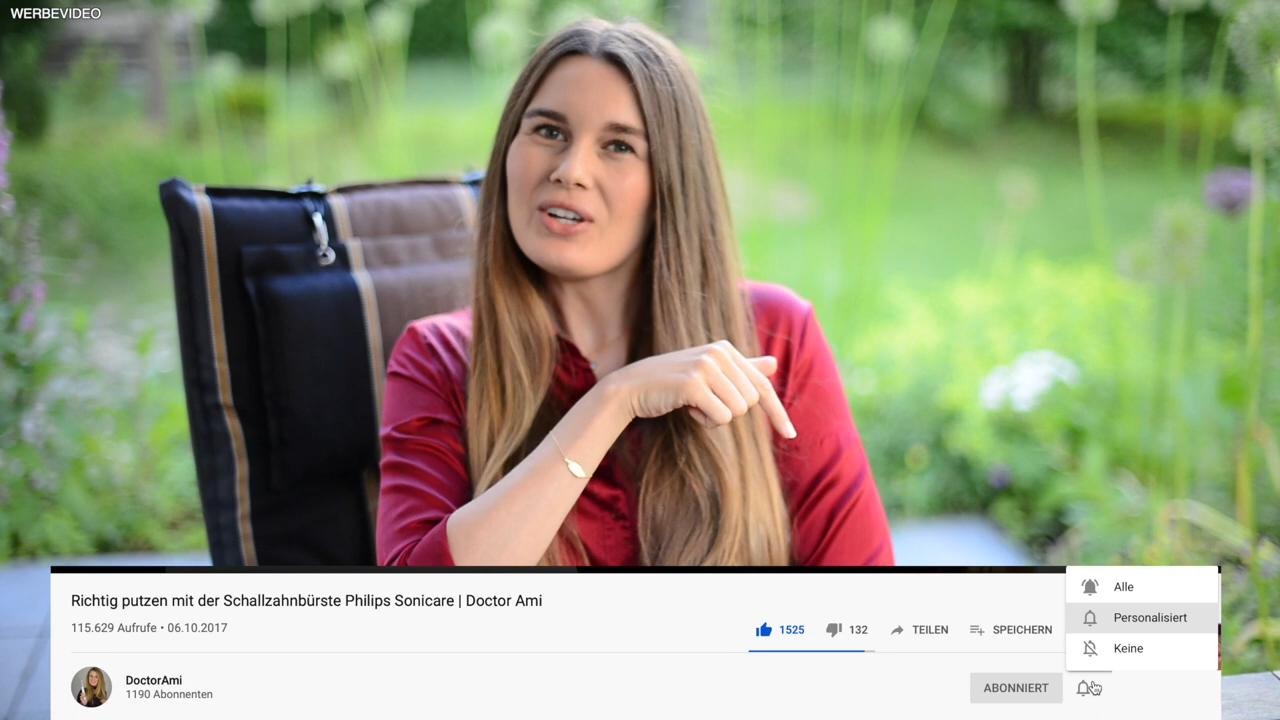 WERBEVIDEO
Richtig putzen mit der Schallzahnbürste Philips Sonicare | Doctor Ami
115.629 Aufrufe • 06.10.2017
1525
132
TEILEN
SPEICHERN
Alle
Personalisiert
Keine
DoctorAmi
1190 Abonnenten
ABONNIERT